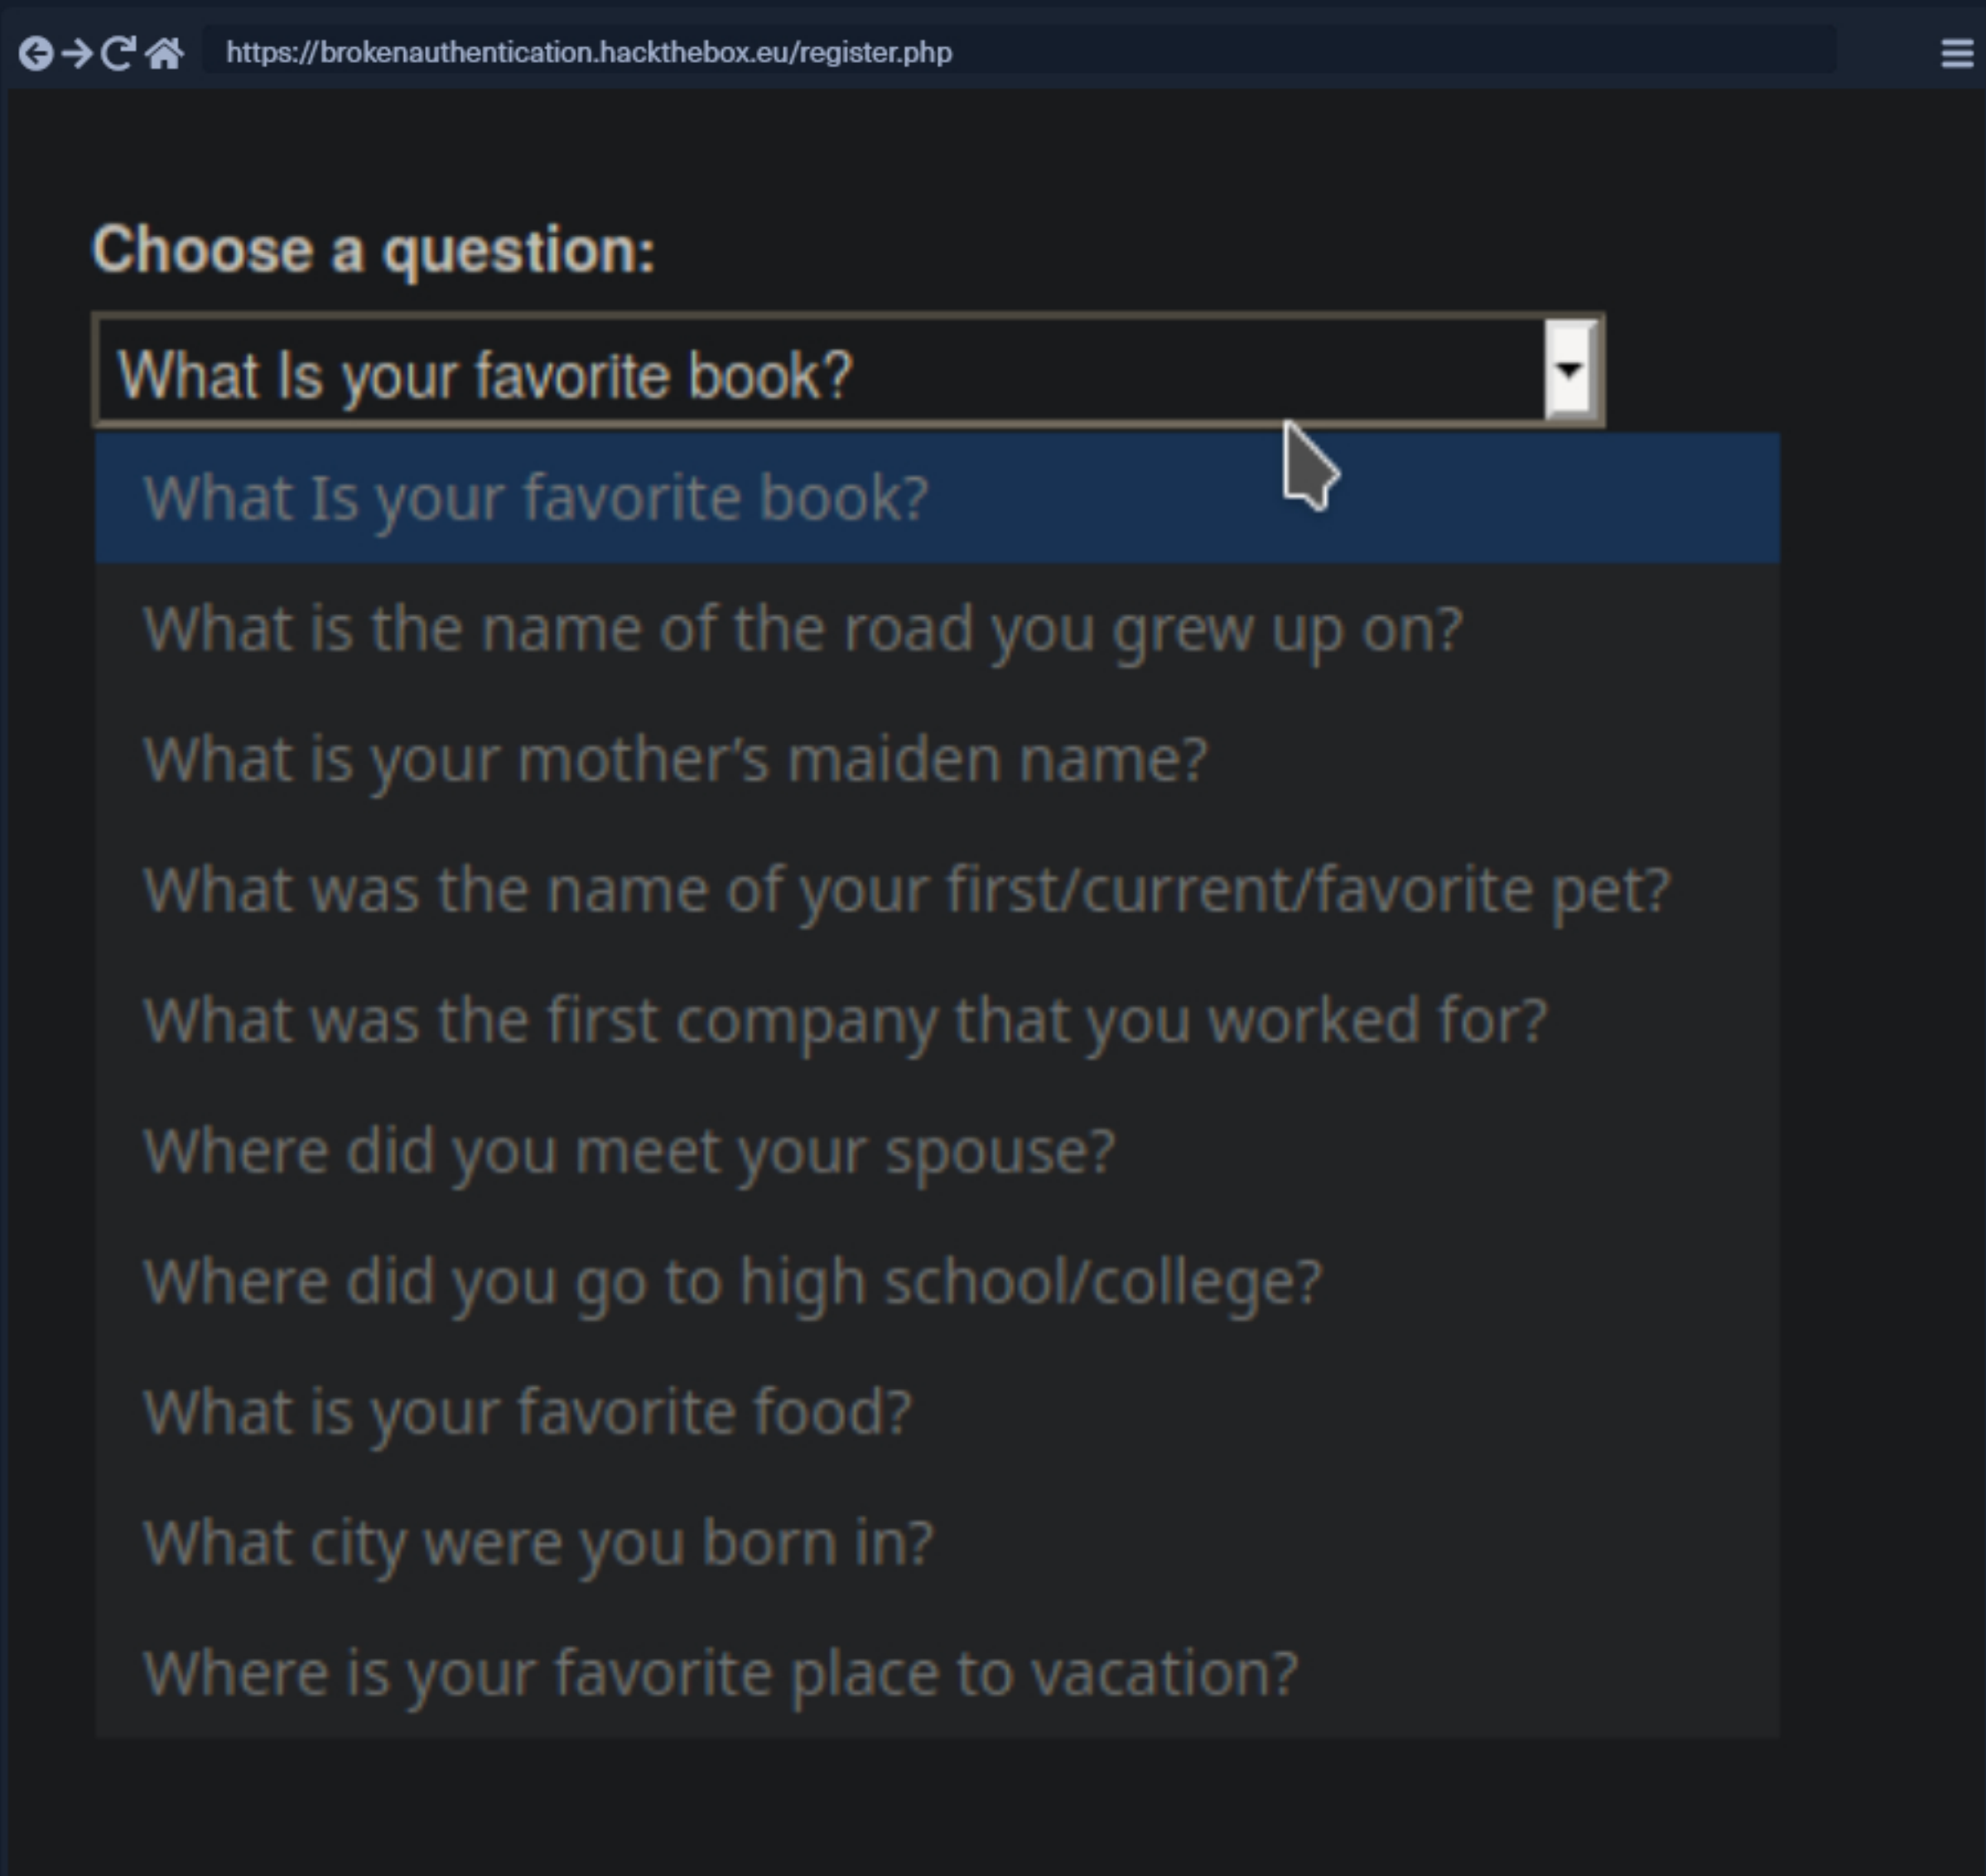 https://brokenauthentication.hackthebox.eu/register.php
Choose a question:
What Is your favorite book?
What Is your favorite book?
What is the name of the road you grew up on?
What is your mother’s maiden name?
What was the name of your first/current/favorite pet?
What was the first company that you worked for?
Where did you meet your spouse?
Where did you go to high school/college?
What is your favorite food?
What city were you born in?
Where is your favorite place to vacation?